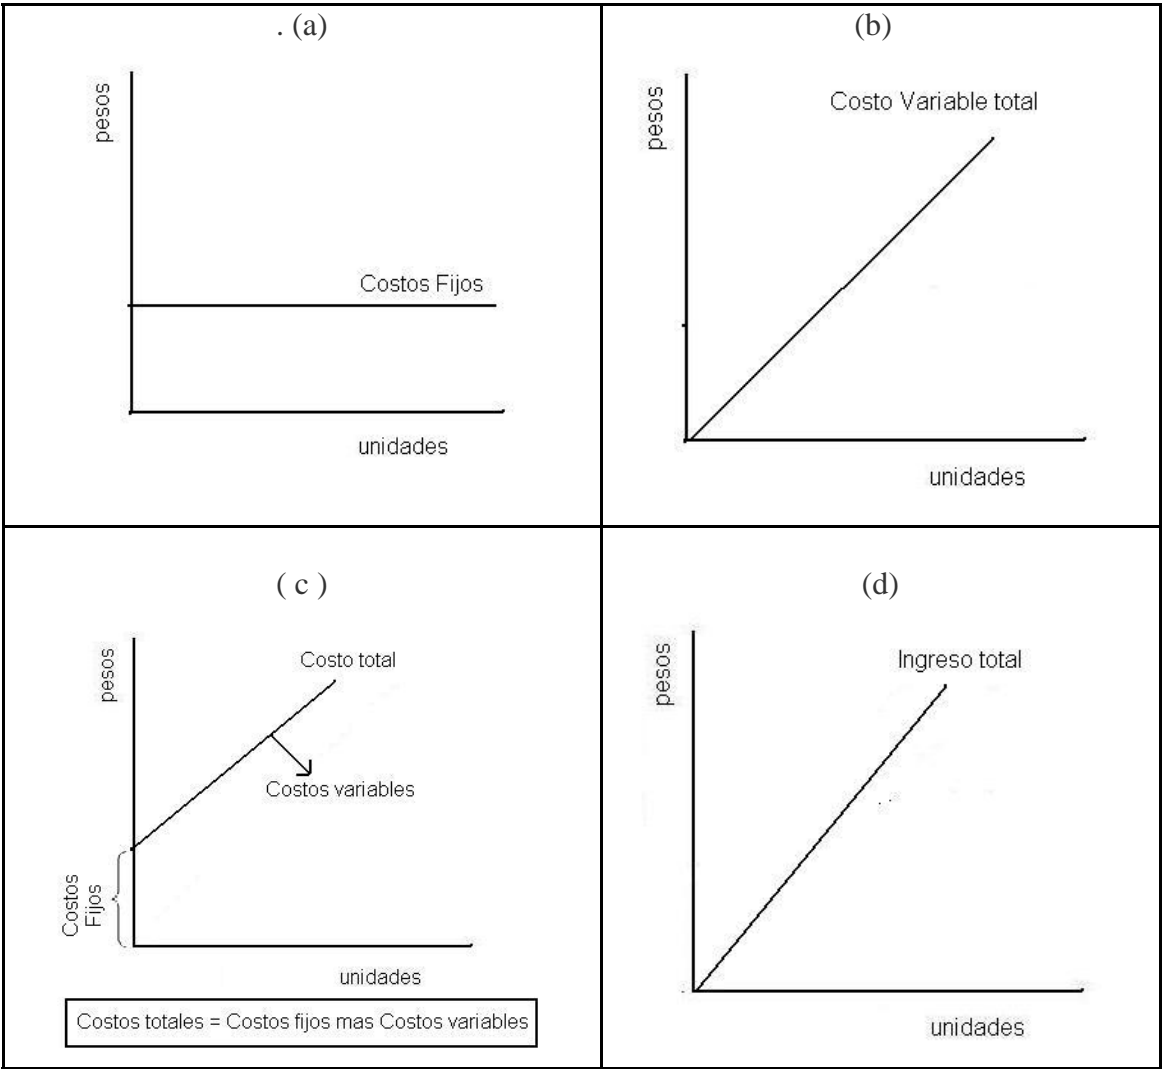 . (a)
pesos
Costos Fijos
unidades
(b)
pesos
Costo Variable total
unidades
( c )
pesos
Costo total
Costos variables
Costos
Fijos
unidades
Costos totales = Costos fijos mas Costos variables
(d)
pesos
Ingreso total
unidades